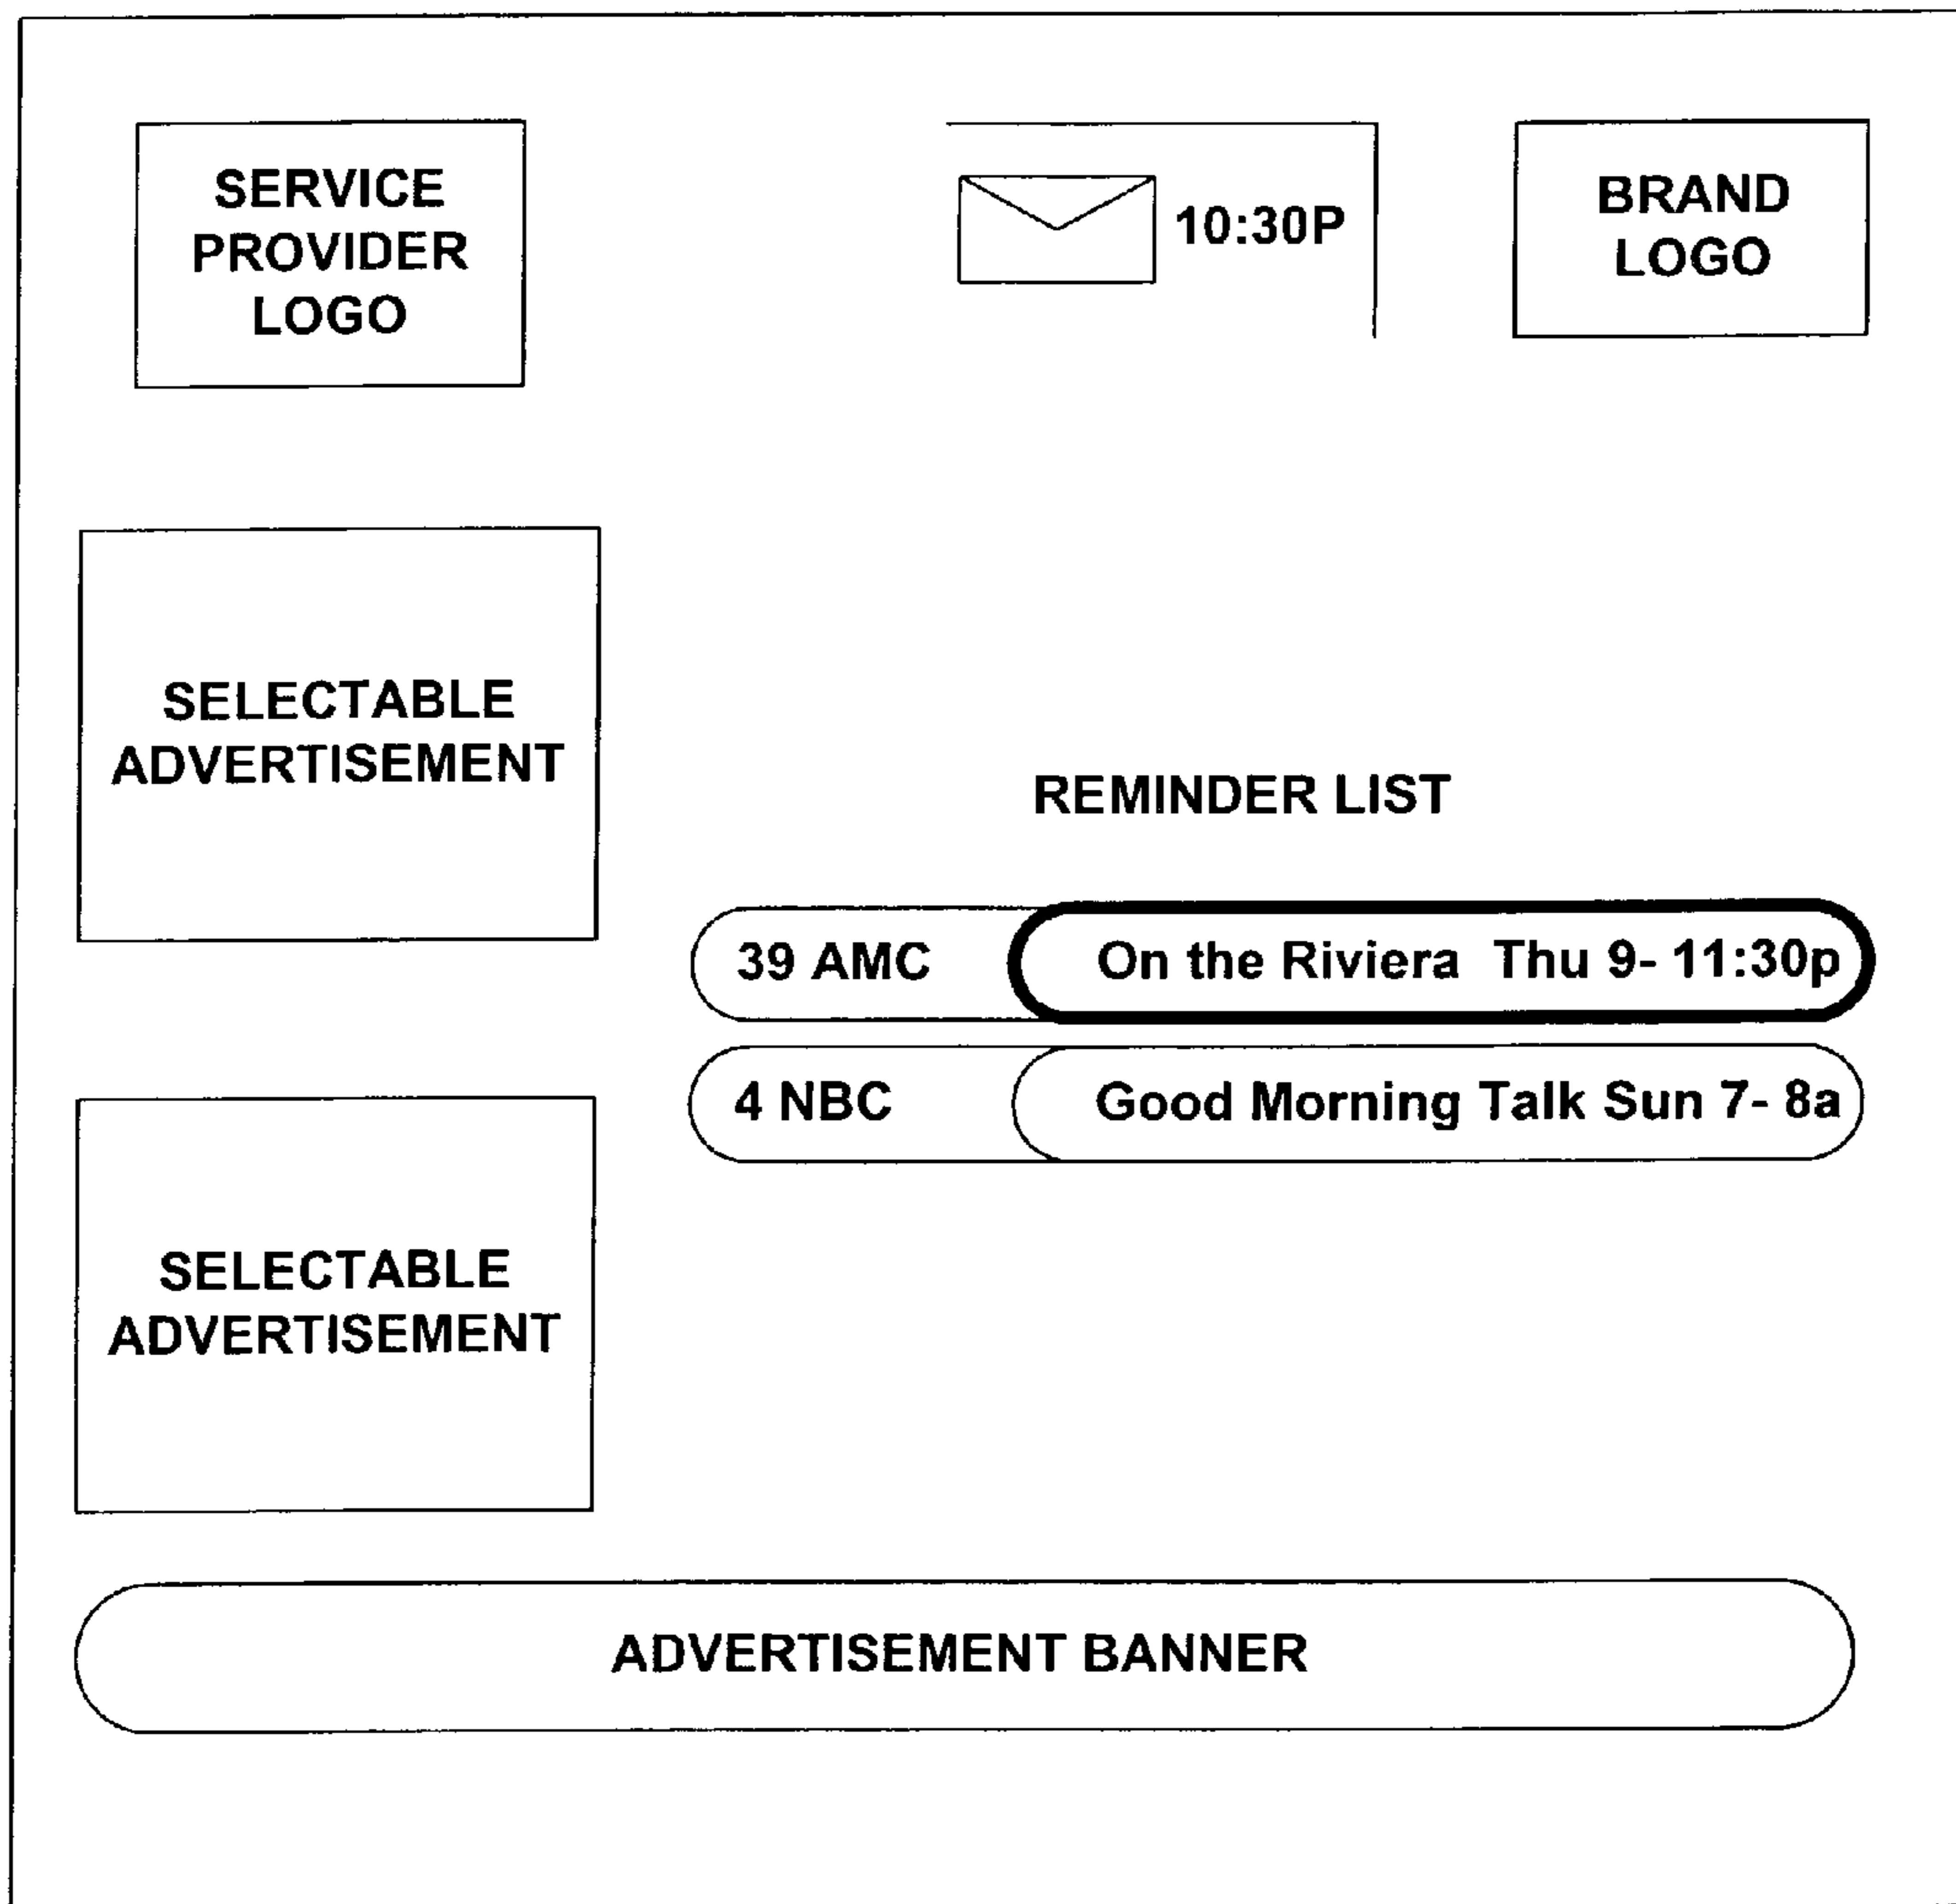 SERVICE
PROVIDER
LOGO
10:30P
BRAND
LOGO
SELECTABLE
ADVERTISEMENT
REMINDER LIST
39 AMC On the Riviera Thu 9- 11:30p
4 NBC Good Morning Talk Sun 7- 8a
SELECTABLE
ADVERTISEMENT
ADVERTISEMENT BANNER